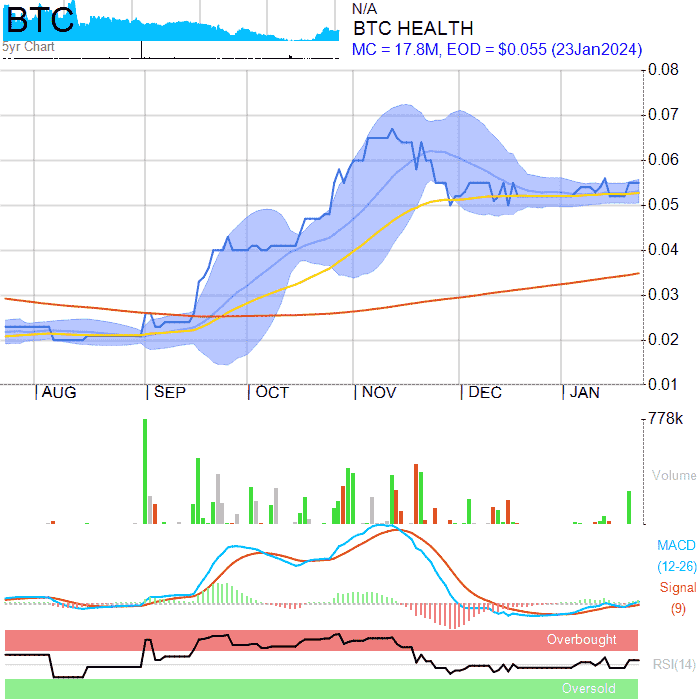 BTC
5yr Chart
N/A
BTC HEALTH
MC = 17.8M, EOD = $0.055 (23Jan2024)
0.08
0.07
0.06
0.05
0.04
0.03
0.02
0.01
AUG SEP OCT NOV DEC JAN
778k
Volume
MACD
(12-26)
Signal
(9)
Overbought
RSI(14)
Oversold